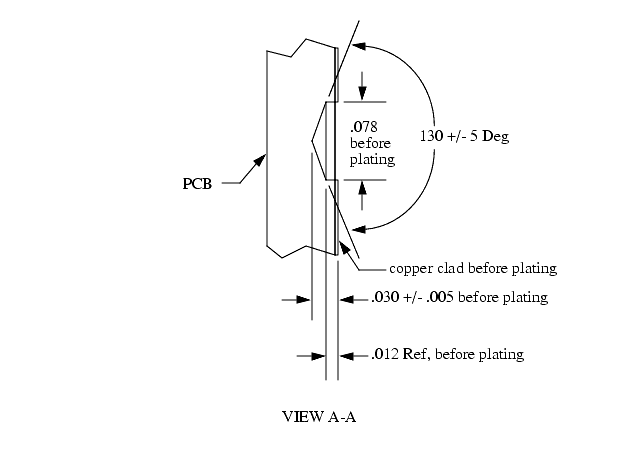 .078
before
plating
130 +/- 5 Deg
PCB
copper clad before plating
.030 +/- .005 before plating
.012 Ref, before plating
VIEW A-A